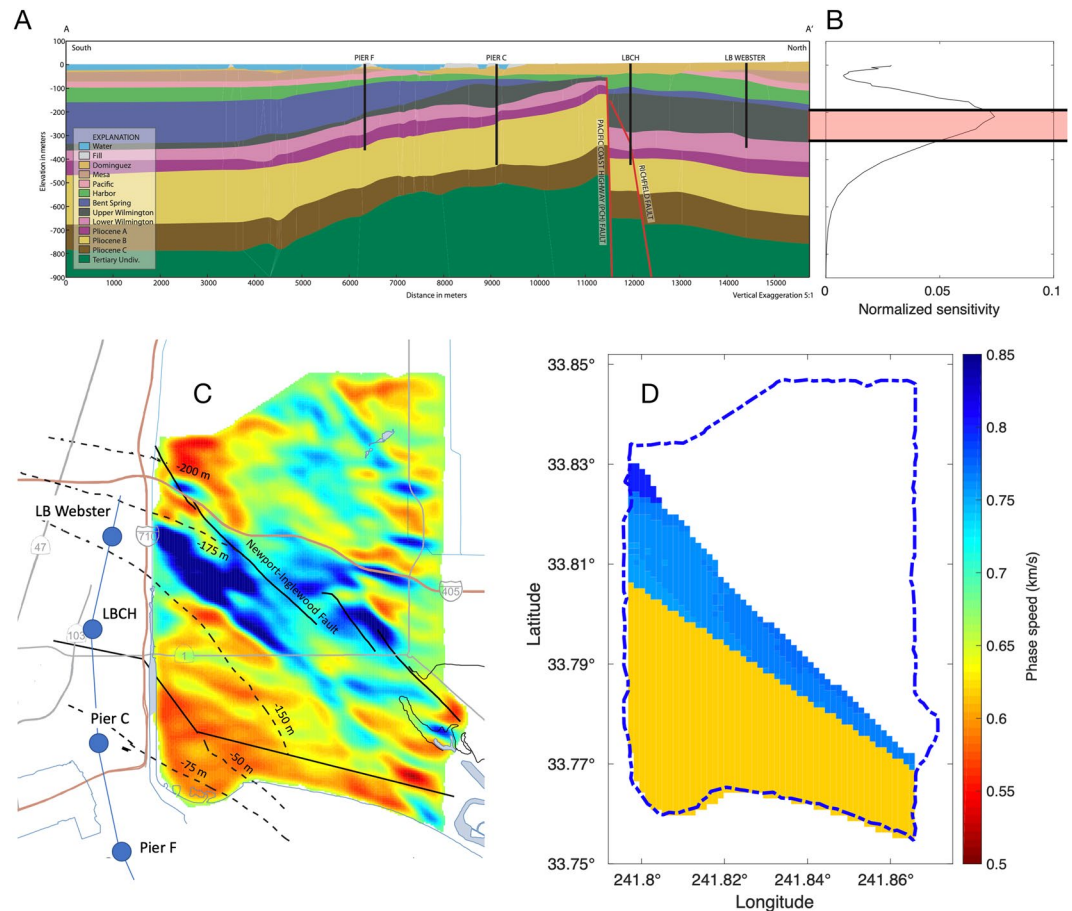 A
B
A
A'
South
North
PIER F
PIER C
LBCH
LB WEBSTER
100
0
-100
-200
-300
-400
-500
-600
-700
-800
-900
Elevation in meters
EXPLANATION
Water
Fill
Dominguez
Mesa
Pacific
Harbor
Bent Spring
Upper Wilmington
Lower Wilmington
Pliocene A
Pliocene B
Pliocene C
Tertiary Undiv.
PACIFIC COAST HIGHWAY (PCH) FAULT
RICHFIELD FAULT
0 1000 2000 3000 4000 5000 6000 7000 8000 9000 10000 11000 12000 13000 14000 15000
Distance in meters
Vertical Exaggeration 5:1
0 0.05 0.1
Normalized sensitivity
C
-200 m
LB Webster
710
-175 m
47
Newport-Inglewood Fault
405
LBCH
103
1
Pier C
-150 m
-50 m
-75 m
Pier F
D
33.85°
33.83°
33.81°
33.79°
33.77°
33.75°
Latitude
241.8° 241.82° 241.84° 241.86°
Longitude
0.85
0.8
0.75
0.7
0.65
0.6
0.55
0.5
Phase speed (km/s)